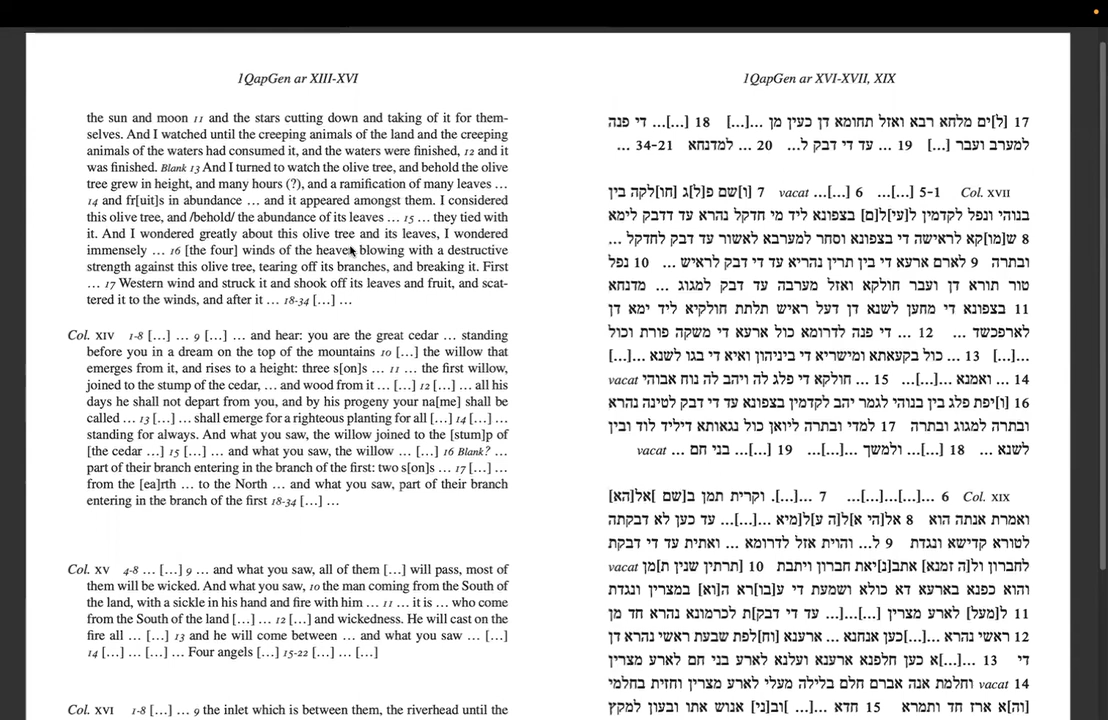 1QapGen ar XIII-XVI
the sun and moon 11 and the stars cutting down and taking of it for them-
selves. And I watched until the creeping animals of the land and the creeping
animals of the waters had consumed it, and the waters were finished, 12 and it
was finished. Blank 13 And I turned to watch the olive tree, and behold the olive
tree grew in height, and many hours (?), and a ramification of many leaves …
14 and fr[uit]s in abundance … and it appeared amongst them. I considered
this olive tree, and /behold/ the abundance of its leaves … 15 … they tied with
it. And I wondered greatly about this olive tree and its leaves, I wondered
immensely … 16 [the four] winds of the heaven blowing with a destructive
strength against this olive tree, tearing off its branches, and breaking it. First
… 17 Western wind and struck it and shook off its leaves and fruit, and scat-
tered it to the winds, and after it … 18-34 […] …
Col. XIV 1-8 […] … 9 […] … and hear: you are the great cedar … standing
before you in a dream on the top of the mountains 10 […] the willow that
emerges from it, and rises to a height: three s[on]s … 11 … the first willow,
joined to the stump of the cedar, … and wood from it … […] 12 […] … all his
days he shall not depart from you, and by his progeny your na[me] shall be
called … 13 […] … shall emerge for a righteous planting for all […] 14 […] …
standing for always. And what you saw, the willow joined to the [stum]p of
[the cedar …] 15 […] … and what you saw, the willow … […] 16 Blank? …
part of their branch entering in the branch of the first: two s[on]s … 17 […] …
from the [ea]rth … to the North … and what you saw, part of their branch
entering in the branch of the first 18-34 […] …
Col. XV 4-8 … […] 9 … and what you saw, all of them […] will pass, most of
them will be wicked. And what you saw, 10 the man coming from the South of
the land, with a sickle in his hand and fire with him … 11 … it is … who come
from the South of the land […] … 12 […] and wickedness. He will cast on the
fire all … […] 13 and he will come between … and what you saw … […]
14 […] … […] … Four angels […] 15-22 […] … […]
Col. XVI 1-8 […] … 9 the inlet which is between them, the riverhead until the
1QapGen ar XVI-XVII, XIX
17 [ל]ים מלחא רבא ואזל תחומא דן כעין מן …[…] 18 […]… די פנה
למערב ועבר […] 19 … עד די דבק ל… 20 … למדנחא 34-21 …
Col. XVII 5-1 …[…] 6 …[…] vacat 7 [ו]שם פ[ל]ג [חו]לקה בין
בנוהי ונפל לקדמין ל[עי]ל[ם] בצפונא ליד מי חדקל נהרא עד דדבק לימא
8 ש[מו]קא לראישה די בצפונא וסחר למערבא לאשור עד דבק לחדקל …
ובתרה 9 לארם ארעא די בין תרין נהריא עד די דבק לראיש … 10 נפל
טור תורא דן ועבר חולקא ואזל מערבה עד דבק למגוג … מדנחא
11 בצפונא די מחען לשנא דן דעל ראיש תלתת חולקיא ליד ימא דן
לארפכשד … 12 … די פנה לדרומא כול ארעא די משקה פורת וכול
…[…] 13 … כול בקעאתא ומישריא די ביניהון ואיא די בגו לשנא …[…]
14 … ואמנא …[…]… 15 … חולקא די פלג לה ויהב לה נוח אבוהי vacat
16 [ו]יפת פלג בין בנוהי לגמר יהב לקדמין בצפונא עד די דבק לטינה נהרא
ובתרה למגוג ובתרה 17 למדי ובתרה ליואן כול נגאותא דיליד לוד ובין
לשנא … 18 […]… ולמשך …[…]… 19 […] … בני חם … vacat
Col. XIX 6 …[…]…[…]… 7 …[…]. וקרית תמן ב[שם ]אל[הא]
ואמרת אנתה הוא 8 אל[הי א]ל[ה ע]ל[מיא …[…]… עד כען לא דבקתה
לטורא קדישא ונגדת 9 ל… והוית אזל לדרומא … ואתית עד די דבקת
לחברון ול[ה זמנא] אתב[נ]יאת חברון ויתבת 10 [תרתין שנין ת]מן vacat
והוא כפנא בארעא דא כולא ושמעת די ע[בו]רא ה[וא] במצרין ונגדת
11 ל[מעל] לארע מצרין […]… עד די דבק[ת לכרמונא נהרא חד מן
12 ראישי נהרא …[…]כען אנחנא … ארענא [וח]לפת שבעת ראשי נהרא דן
די 13 …[…]א כען חלפנא ארענא ועלנא לארע בני חם לארע מצרין
14 vacat וחלמת אנה אברם חלם בלילה מעלי לארע מצרין וחזית בחלמי
[וה]א ארז חד ותמרא 15 חדא …[…] [וב]ני] אנוש אתו ובעון למקץ